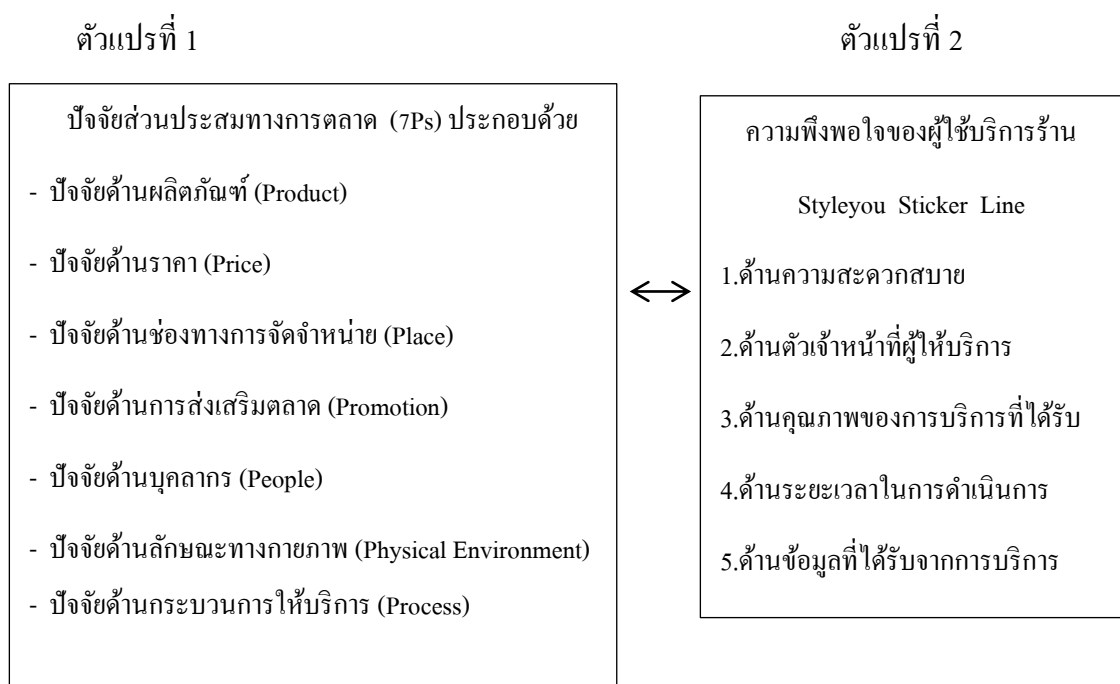 ตัวแปรที่ 1
ตัวแปรที่ 2
ปัจจัยส่วนประสมทางการตลาด (7Ps) ประกอบด้วย
- ปัจจัยด้านผลิตภัณฑ์ (Product)
- ปัจจัยด้านราคา (Price)
- ปัจจัยด้านช่องทางการจัดจำหน่าย (Place)
- ปัจจัยด้านการส่งเสริมตลาด (Promotion)
- ปัจจัยด้านบุคลากร (People)
- ปัจจัยด้านลักษณะทางกายภาพ (Physical Environment)
- ปัจจัยด้านกระบวนการให้บริการ (Process)
ความพึงพอใจของผู้ใช้บริการร้าน
Styleyou Sticker Line
1.ด้านความสะดวกสบาย
2.ด้านตัวเจ้าหน้าที่ผู้ให้บริการ
3.ด้านคุณภาพของการบริการที่ได้รับ
4.ด้านระยะเวลาในการดำเนินการ
5.ด้านข้อมูลที่ได้รับจากการบริการ